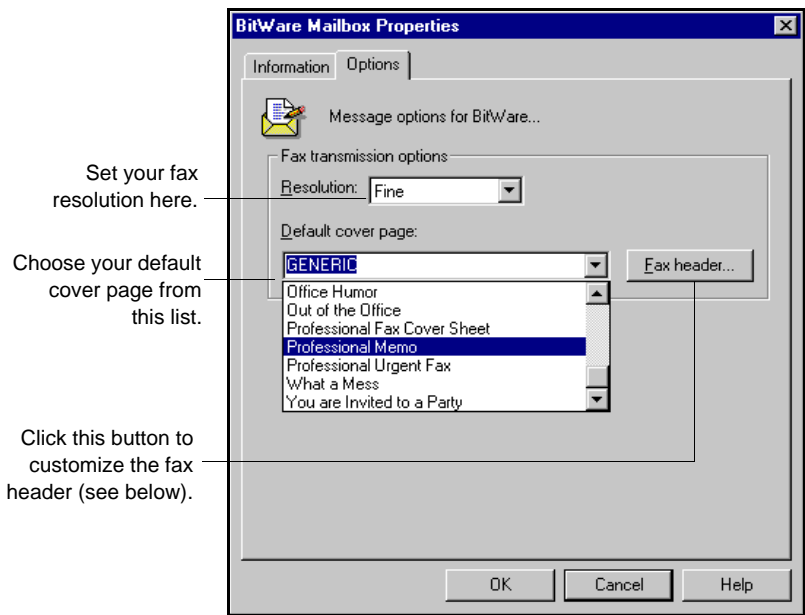 BitWare Mailbox Properties
Information
Options
Message options for BitWare...
Fax transmission options
Set your fax
resolution here.
Resolution:
Fine
Default cover page:
Choose your default
cover page from
this list.
GENERIC
Fax header...
Office Humor
Out of the Office
Professional Fax Cover Sheet
Professional Memo
Professional Urgent Fax
What a Mess
You are Invited to a Party
Click this button to
customize the fax
header (see below).
OK
Cancel
Help